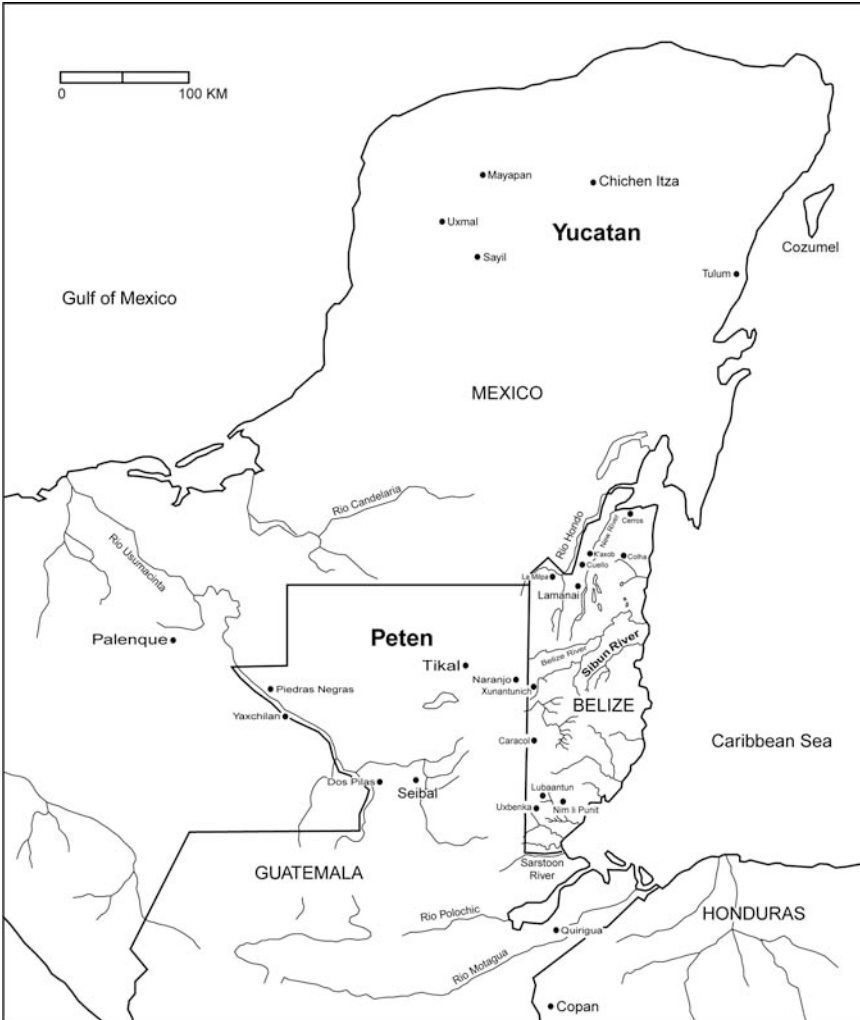 0
100 KM
Mayapan
Chichen Itza
Uxmal
Yucatan
Cozumel
Sayil
Tulum
Gulf of Mexico
MEXICO
Rio Candelaria
Rio Hondo
New River
Cerros
Rio Usumacinta
K'axob
Colha
Cuello
La Milpa
Lamanai
Palenque
Peten
Tikal
Belize River
Sibun River
Naranjo
Xunantunich
Piedras Negras
Yaxchilan
BELIZE
Caracol
Caribbean Sea
Dos Pilas
Seibal
Lubaantun
Uxbenka
Nim li Punit
GUATEMALA
Sarstoon
River
Rio Polochic
HONDURAS
Quirigua
Rio Motagua
Copan